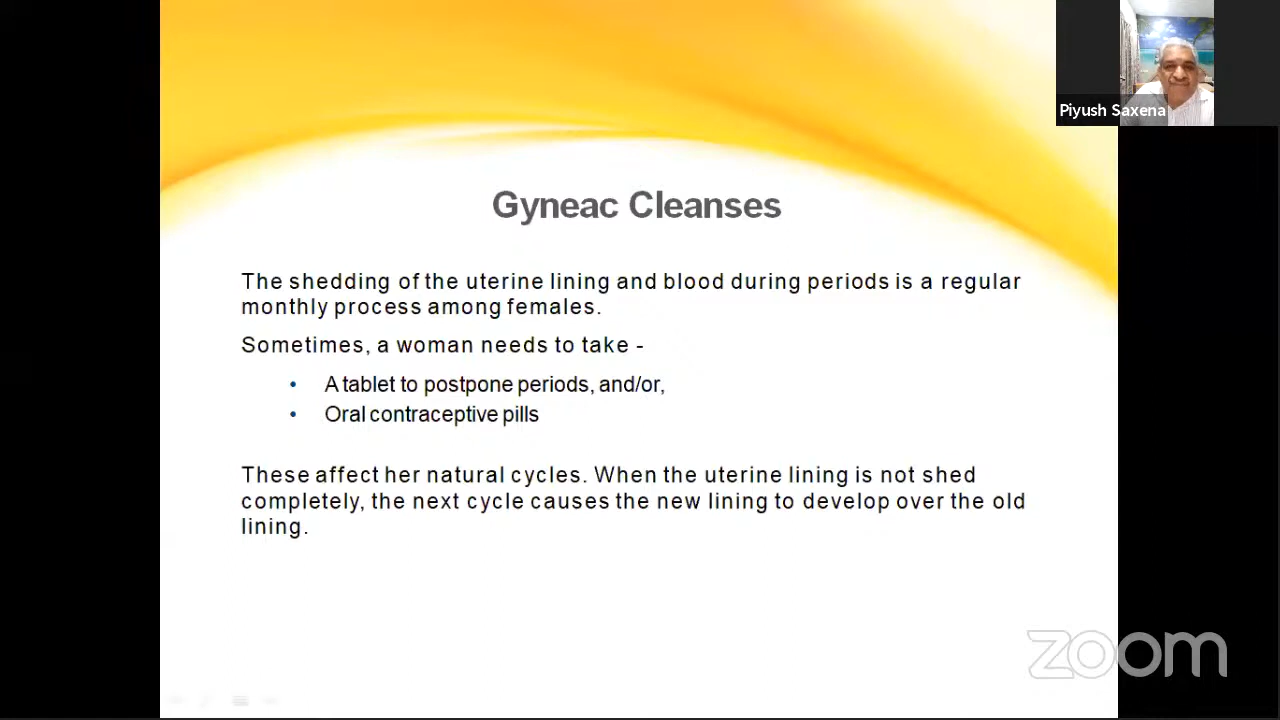 Piyush Saxena
Gyneac Cleanses
The shedding of the uterine lining and blood during periods is a regular
monthly process among females.
Sometimes, a woman needs to take -
• A tablet to postpone periods, and/or,
• Oral contraceptive pills
These affect her natural cycles. When the uterine lining is not shed
completely, the next cycle causes the new lining to develop over the old
lining.
zoom